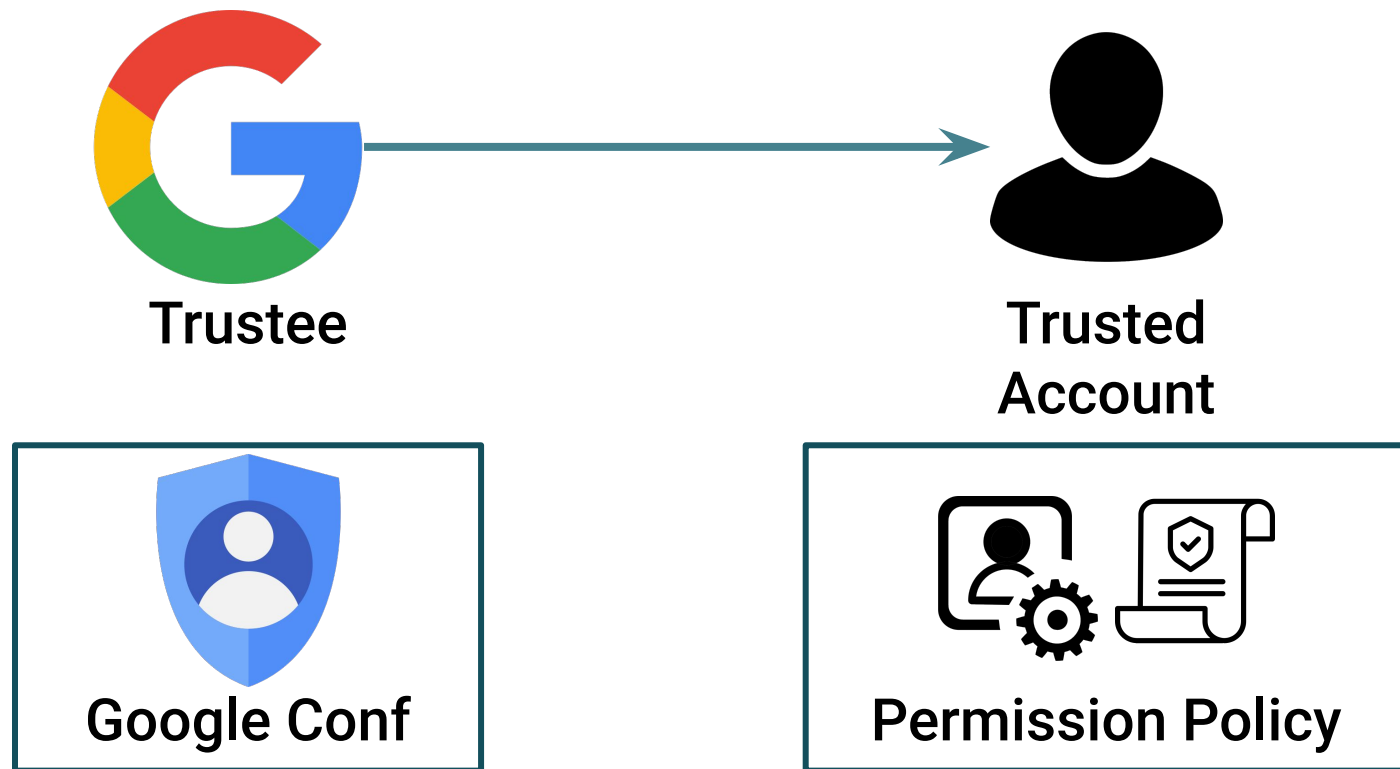 Trustee
Trusted
Account
Google Conf
Permission Policy